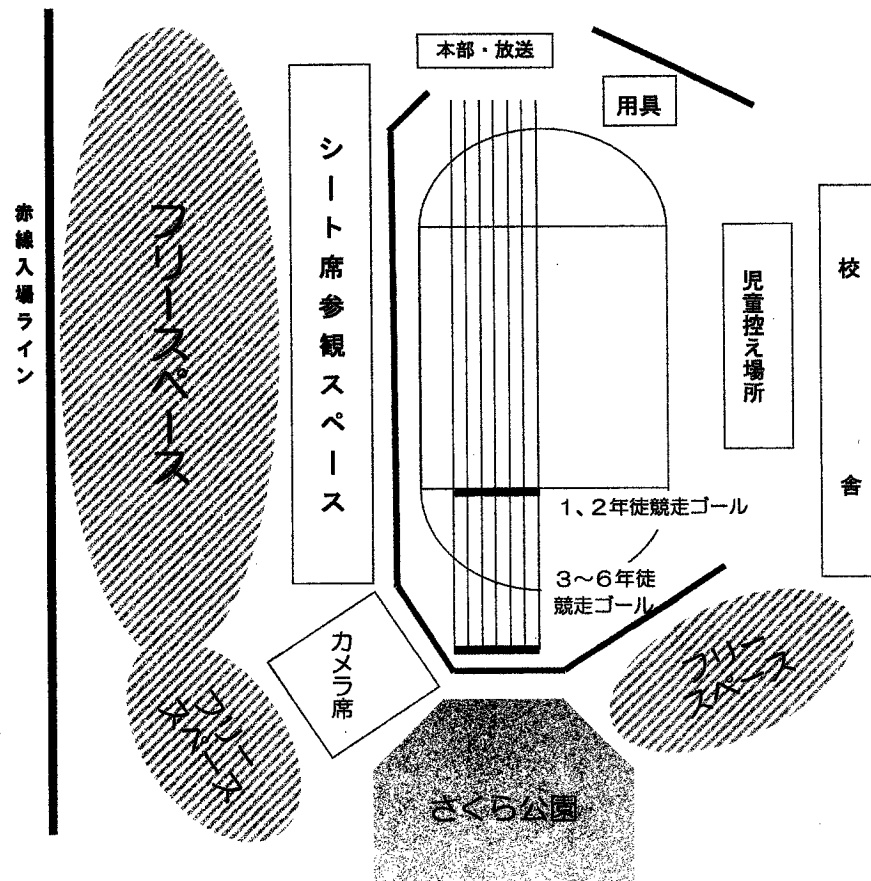 本部・放送
用具
赤線入場ライン
フリースペース
シート席参観スペース
児童控え場所
校舎
1、2年徒競走ゴール
3〜6年徒
競走ゴール
カメラ席
フリー
スペース
フリー
スペース
さくら公園